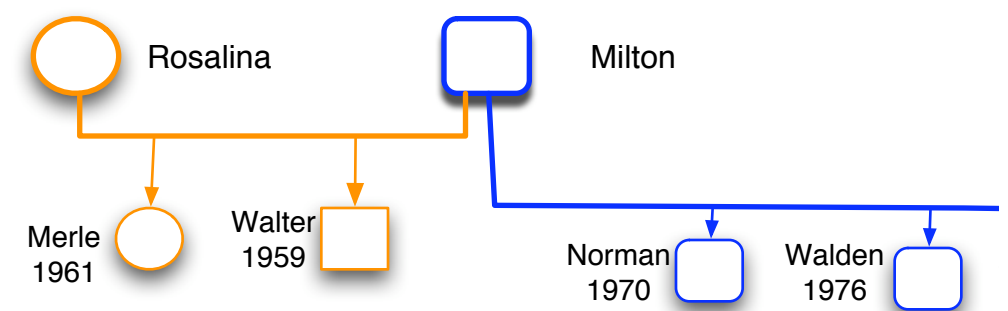 Rosalina
Milton
Merle
1961
Walter
1959
Norman
1970
Walden
1976